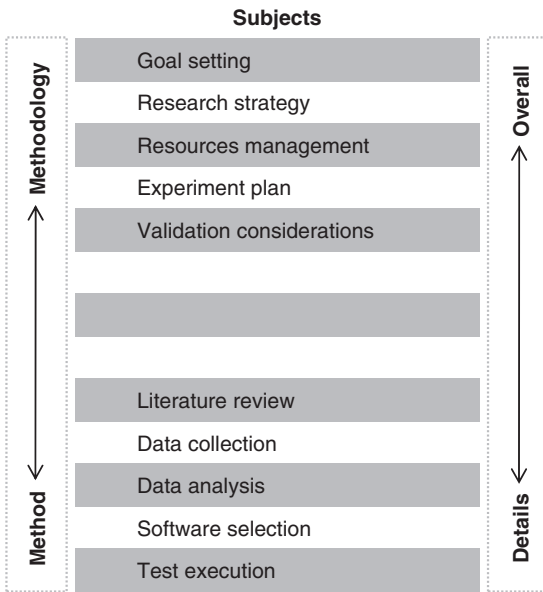 Subjects
Methodology
Method
Goal setting
Research strategy
Resources management
Experiment plan
Validation considerations
Literature review
Data collection
Data analysis
Software selection
Test execution
Overall
Details